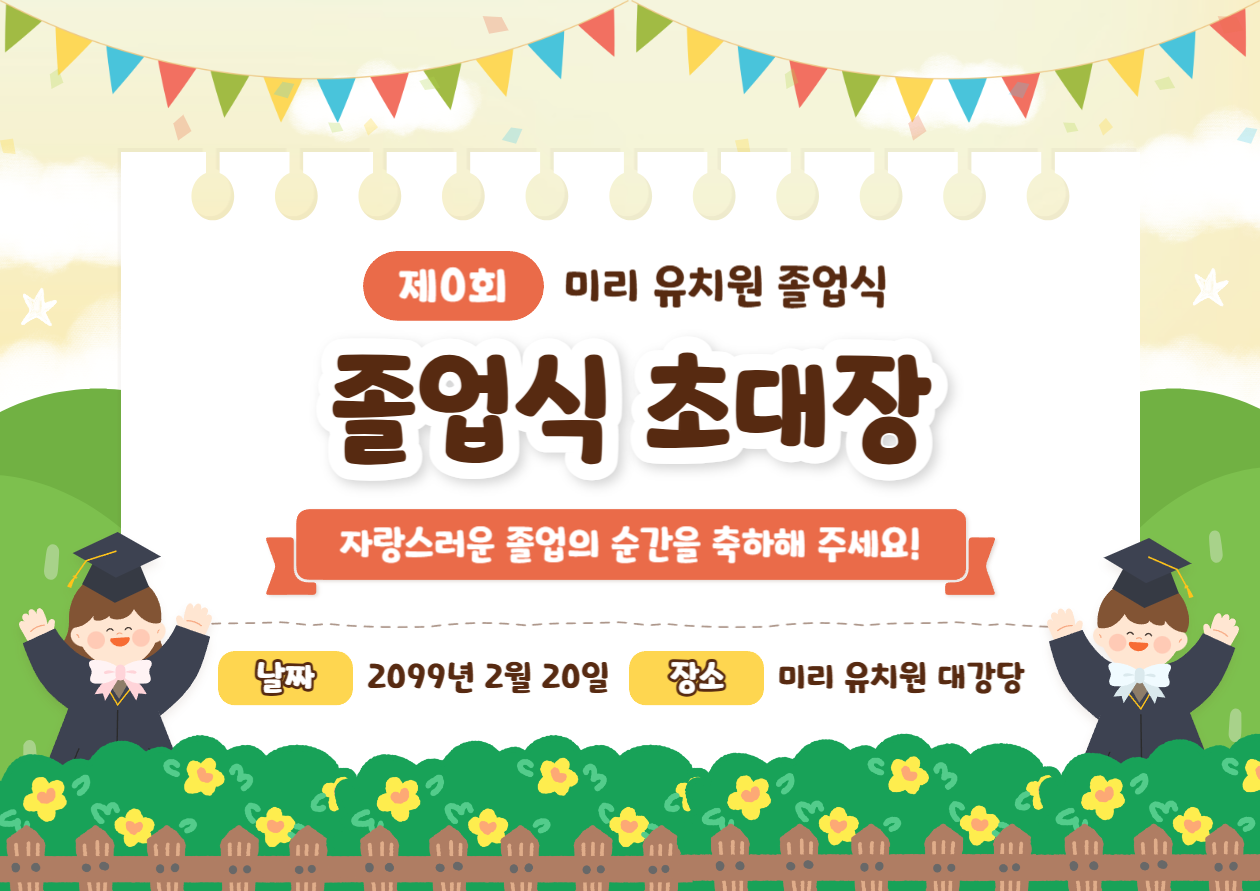 제0회 미리 유치원 졸업식
졸업식 초대장
자랑스러운 졸업의 순간을 축하해 주세요!
날짜 2099년 2월 20일 장소 미리 유치원 대강당